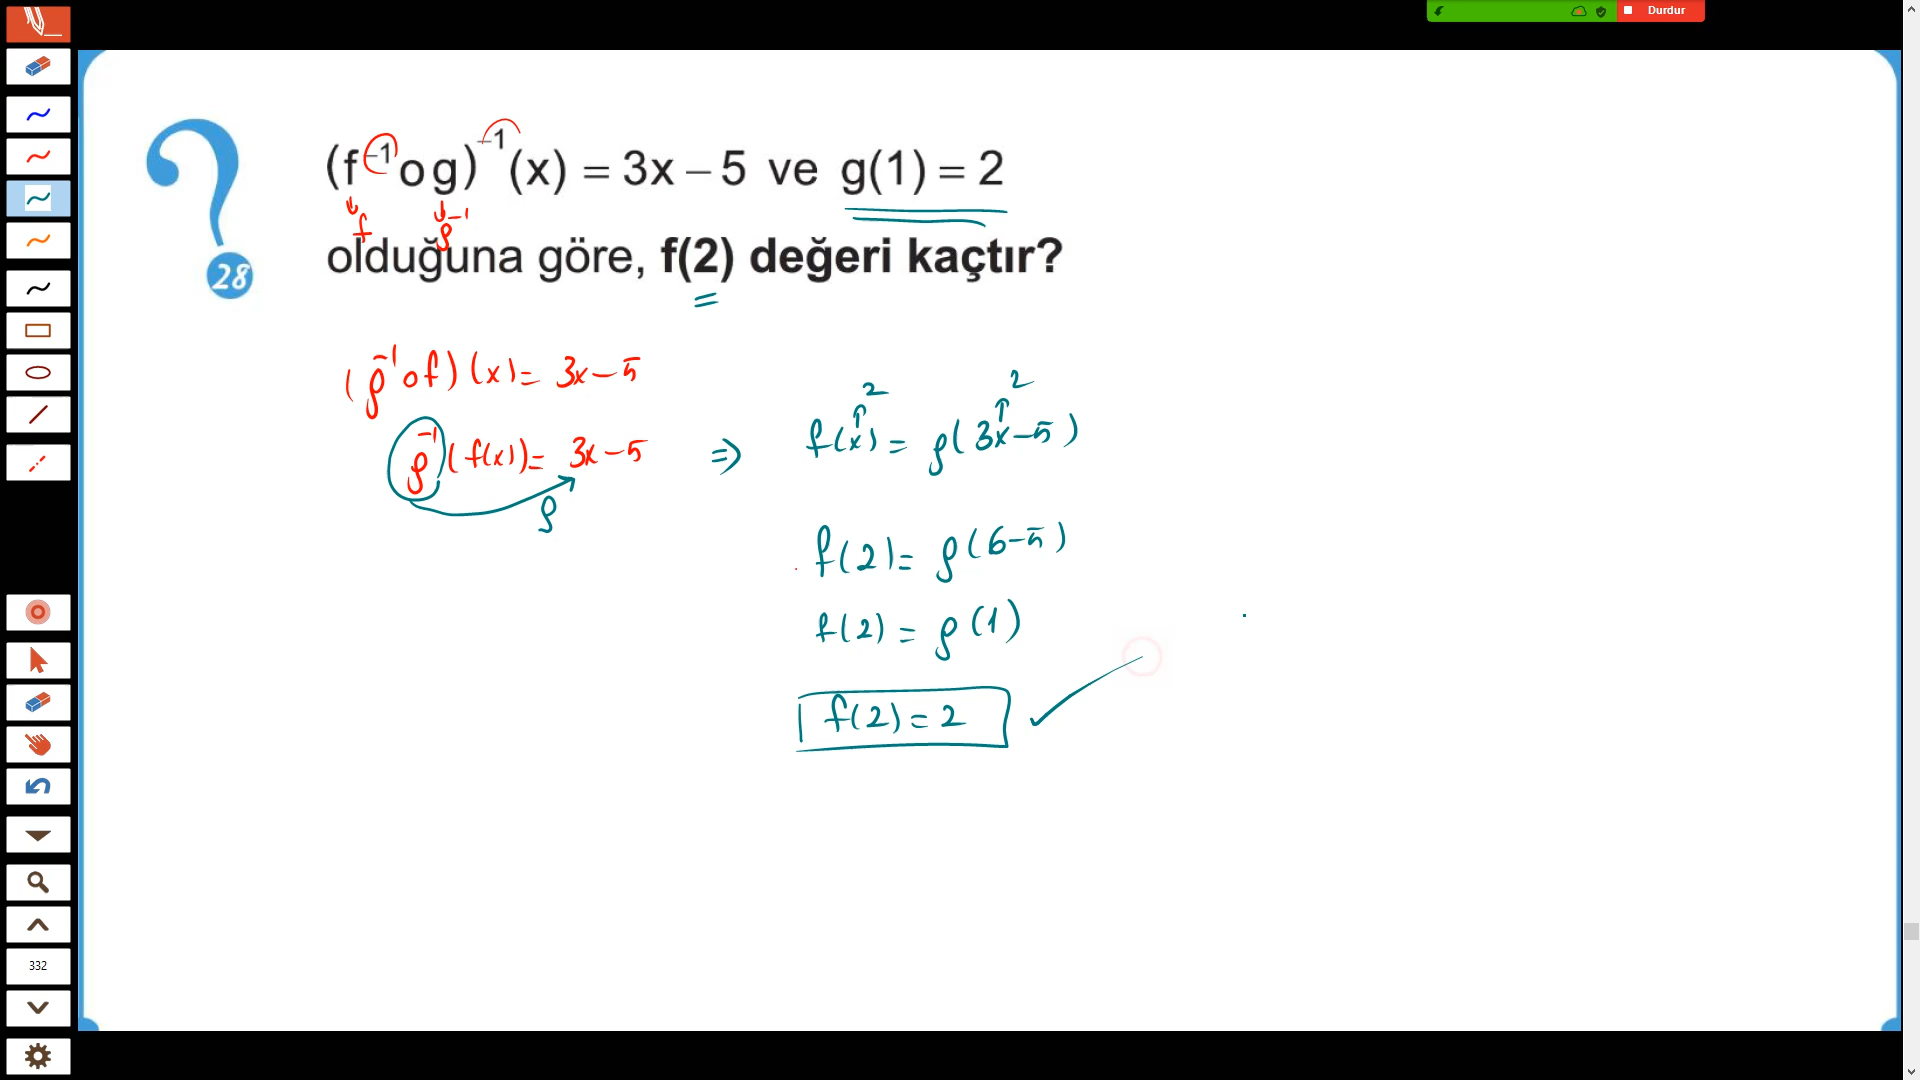 Durdur
(f⁻¹og)⁻¹(x) = 3x – 5 ve g(1) = 2
f g⁻¹
olduğuna göre, f(2) değeri kaçtır?
28
(g⁻¹of)(x) = 3x – 5
g⁻¹(f(x)) = 3x – 5 ⇒
g
2 2
f(x) = g(3x – 5)
f(2) = g(6 – 5)
f(2) = g(1)
f(2) = 2
332